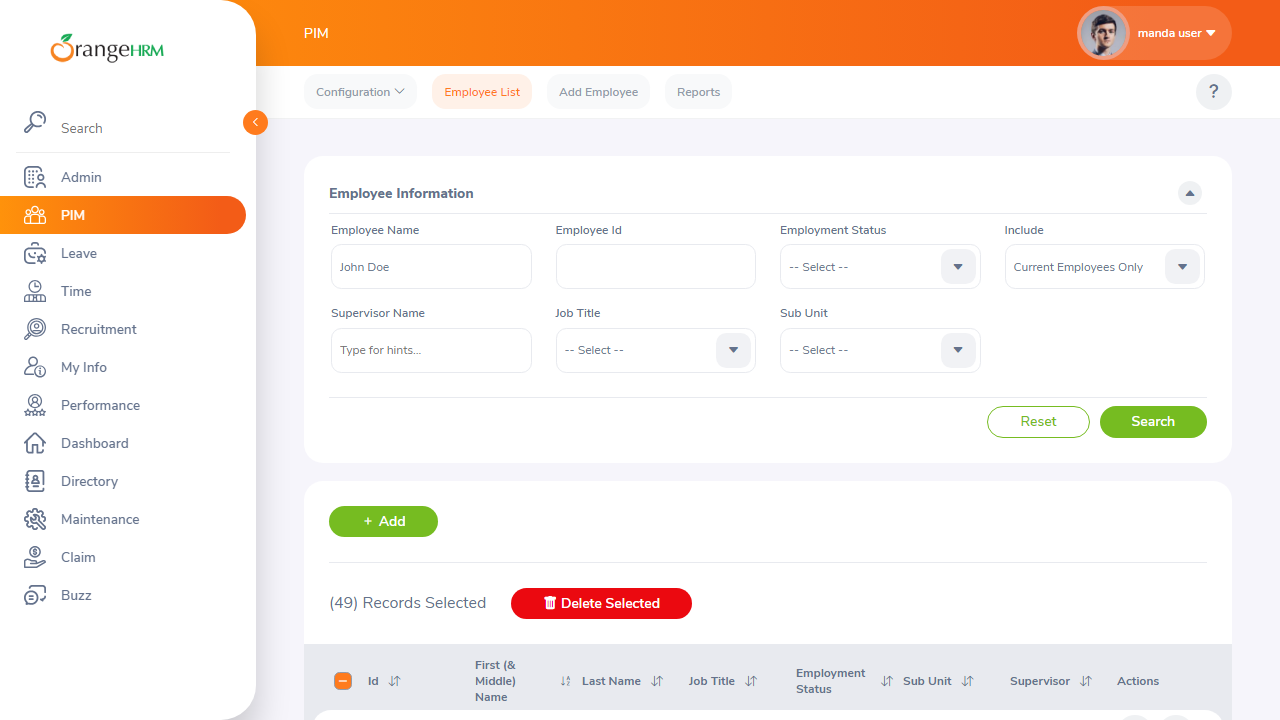 OrangeHRM
PIM
manda user
Configuration
Employee List
Add Employee
Reports
?
Search
Admin
PIM
Leave
Time
Recruitment
My Info
Performance
Dashboard
Directory
Maintenance
Claim
Buzz
Employee Information
Employee Name
Employee Id
Employment Status
Include
John Doe
-- Select --
Current Employees Only
Supervisor Name
Job Title
Sub Unit
Type for hints...
-- Select --
-- Select --
Reset
Search
+ Add
(49) Records Selected
Delete Selected
Id
First (& Middle) Name
Last Name
Job Title
Employment Status
Sub Unit
Supervisor
Actions